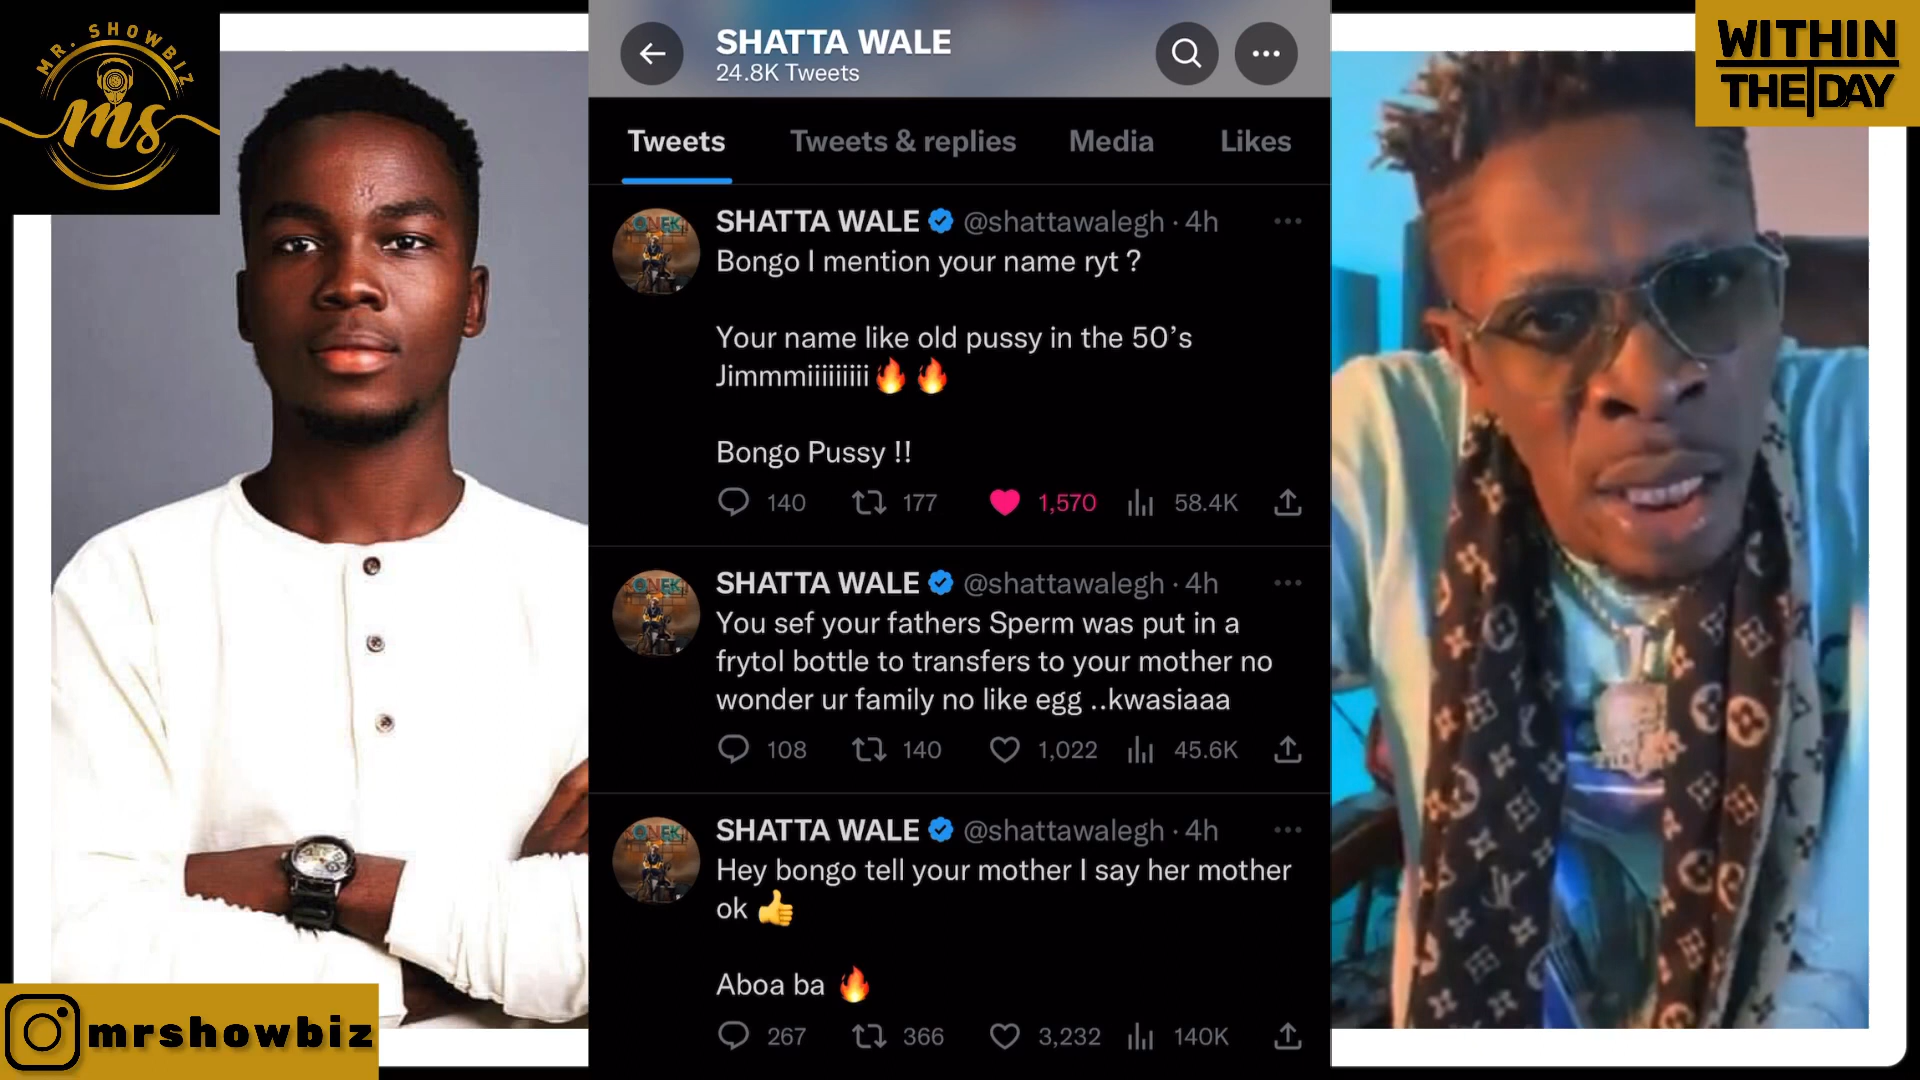 MR. SHOWBIZ
ms
WITHIN
THE DAY
SHATTA WALE
24.8K Tweets
Tweets Tweets & replies Media Likes
SHATTA WALE @shattawalegh · 4h
Bongo I mention your name ryt ?
Your name like old pussy in the 50’s
Jimmmiiiiiiiii🔥🔥
Bongo Pussy !!
140 177 1,570 58.4K
SHATTA WALE @shattawalegh · 4h
You sef your fathers Sperm was put in a
frytol bottle to transfers to your mother no
wonder ur family no like egg ..kwasiaaa
108 140 1,022 45.6K
SHATTA WALE @shattawalegh · 4h
Hey bongo tell your mother I say her mother
ok 👍
Aboa ba 🔥
267 366 3,232 140K
mrshowbiz